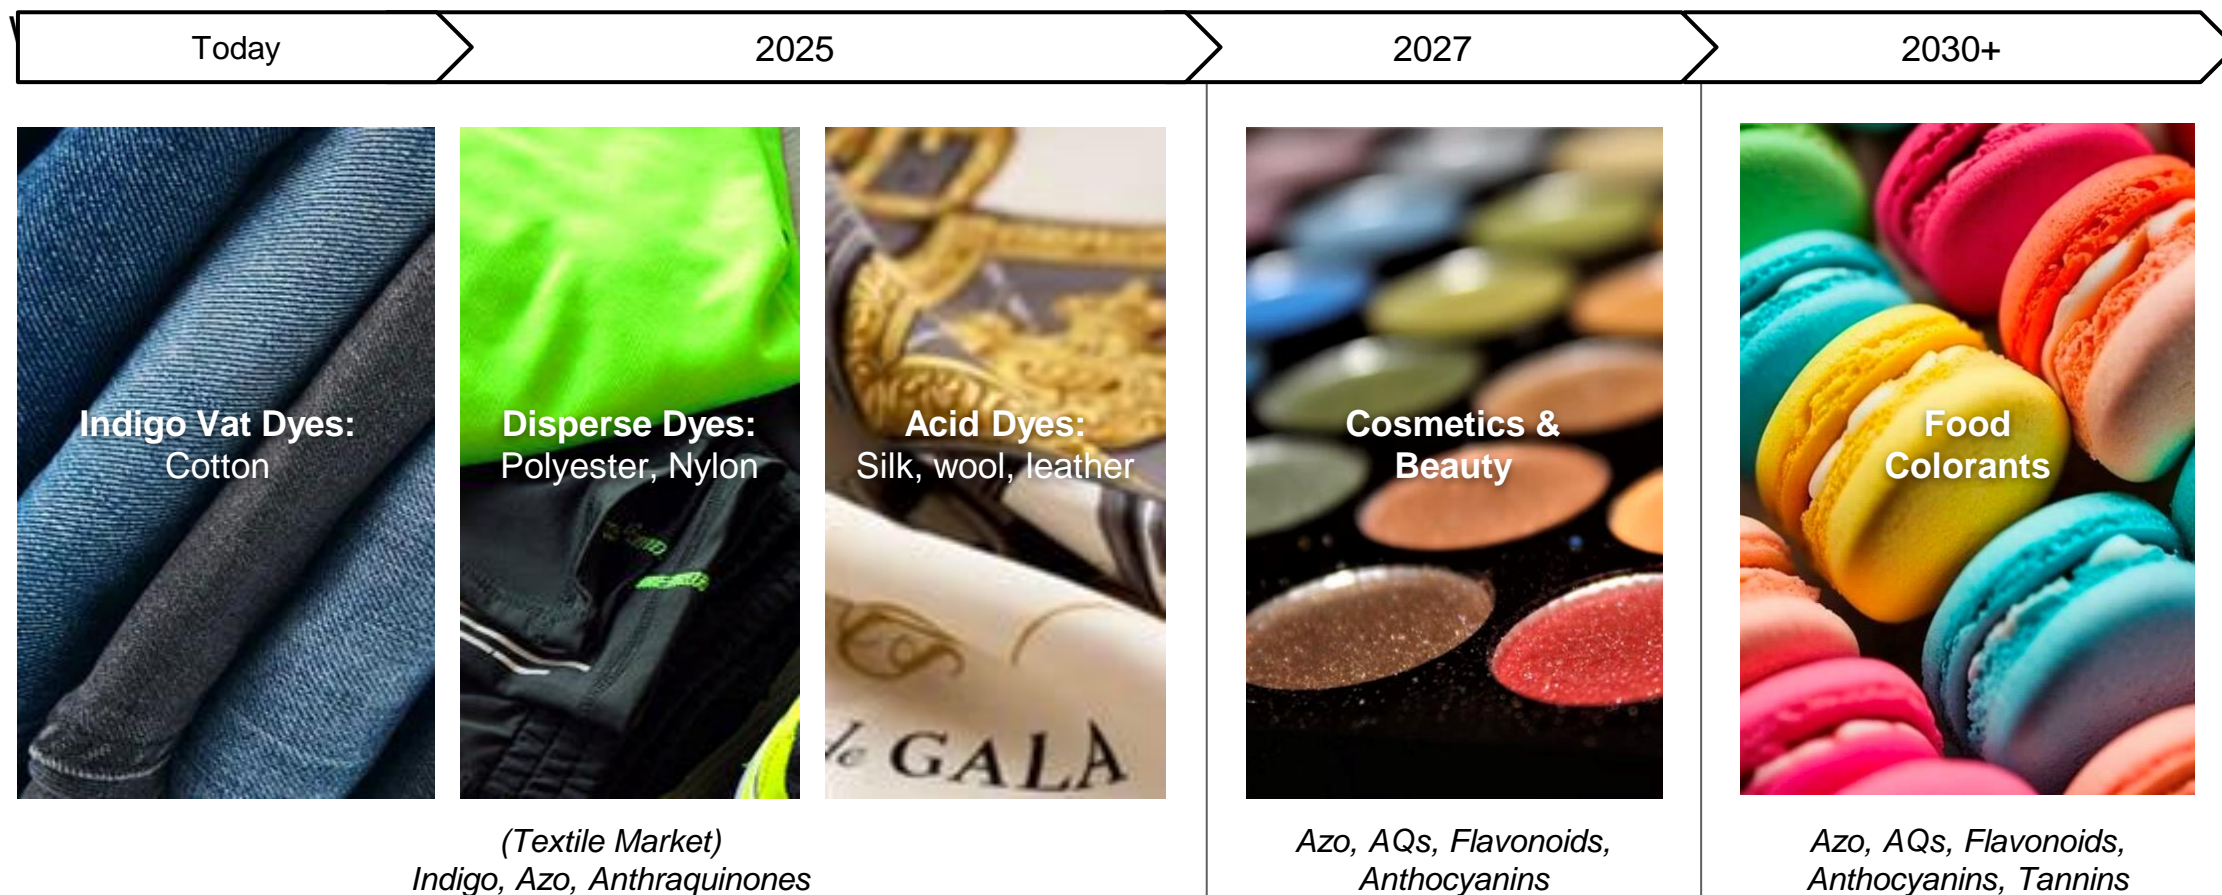 Today
2025
2027
2030+
Indigo Vat Dyes:
Cotton
Disperse Dyes:
Polyester, Nylon
Acid Dyes:
Silk, wool, leather
Cosmetics &
Beauty
Food
Colorants
GALA
(Textile Market)
Indigo, Azo, Anthraquinones
Azo, AQs, Flavonoids,
Anthocyanins
Azo, AQs, Flavonoids,
Anthocyanins, Tannins